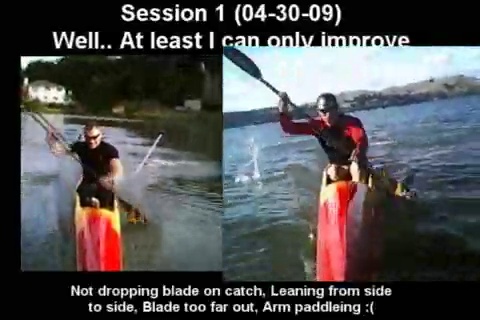 Session 1 (04-30-09)
Well.. At least I can only improve
Not dropping blade on catch, Leaning from side
to side, Blade too far out, Arm paddleing :(